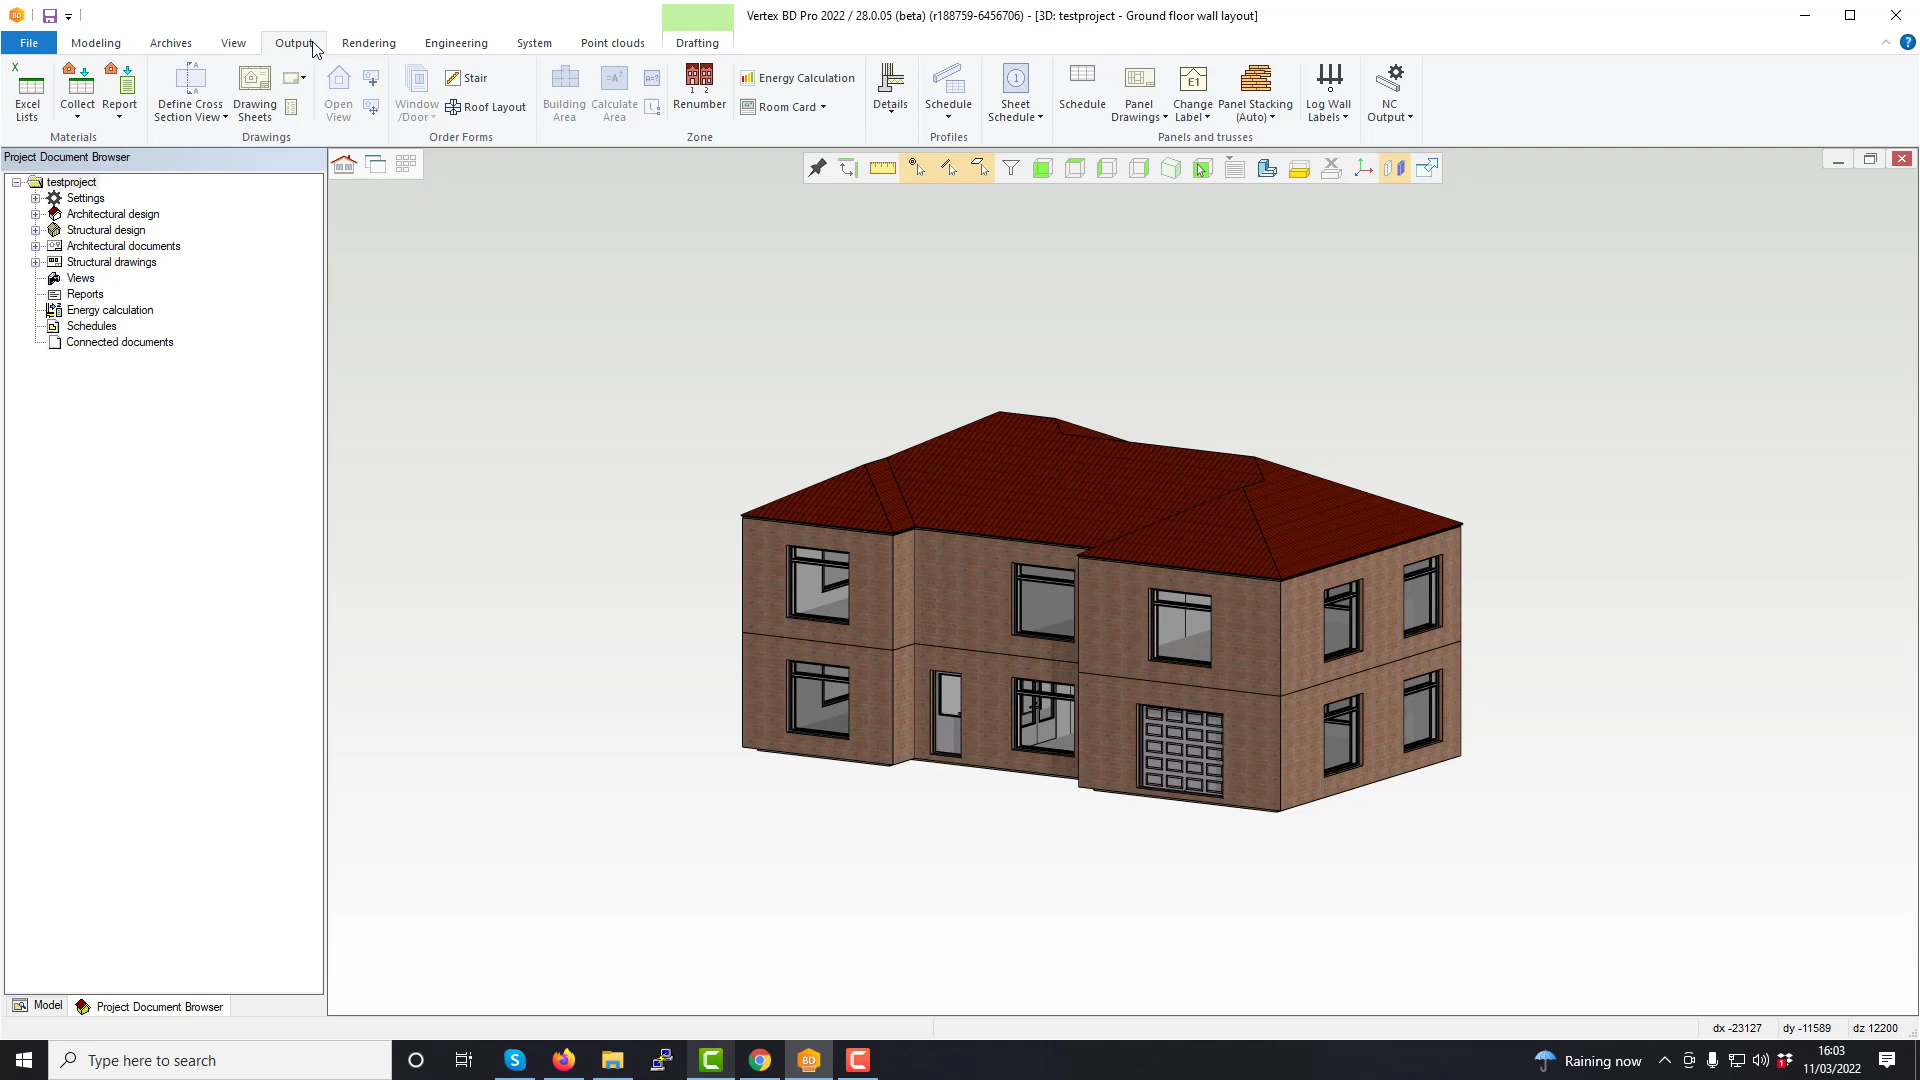 Vertex BD Pro 2022 / 28.0.05 (beta) (r188759-6456706) - [3D: testproject - Ground floor wall layout]
File Modeling Archives View Output Rendering Engineering System Point clouds Drafting
Excel Lists
Collect
Report
Materials
Define Cross Section View
Drawing Sheets
Drawings
Open View
Window /Door
Stair
Roof Layout
Order Forms
Building Area
Calculate Area
Renumber
Zone
Energy Calculation
Room Card
Details
Schedule
Profiles
Sheet Schedule
Schedule
Panel Drawings
Change Label
Panel Stacking (Auto)
Panels and trusses
Log Wall Labels
NC Output
Project Document Browser
testproject
Settings
Architectural design
Structural design
Architectural documents
Structural drawings
Views
Reports
Energy calculation
Schedules
Connected documents
Model
Project Document Browser
dx -23127 dy -11589 dz 12200
Type here to search
Raining now
16:03
11/03/2022